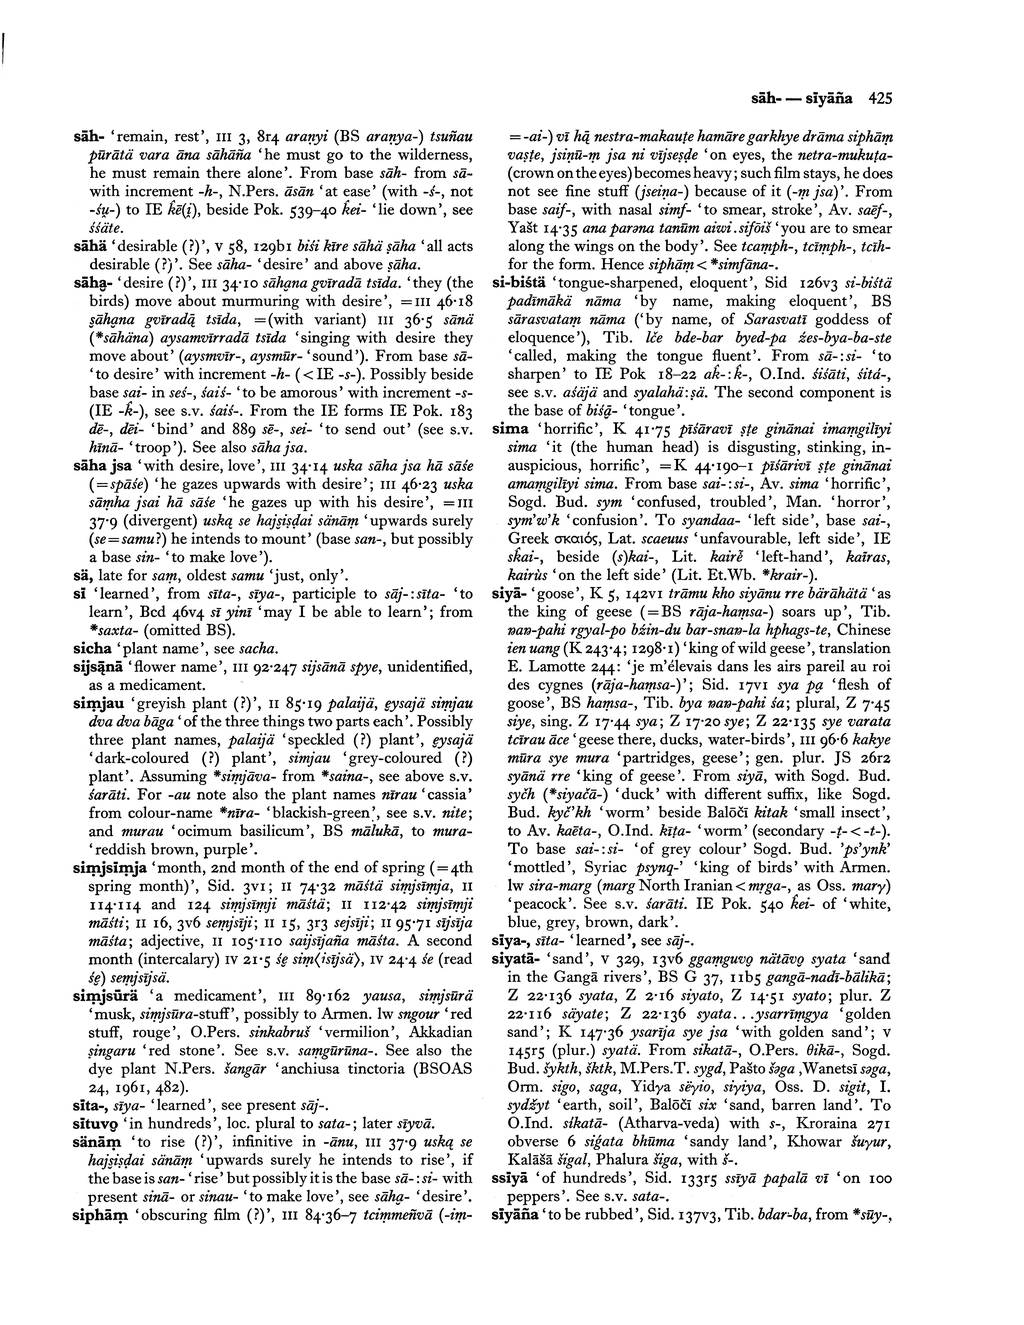 sāh- — sīyāña 425
sāh- ‘remain, rest’, III 3, 8r4 araṇyi (BS araṇya-) tsuñau
pūrātä vara āna sāhāña ‘he must go to the wilderness,
he must remain there alone’. From base sāh- from sā-
with increment -h-, N.Pers. āsān ‘at ease’ (with -ś-, not
-śṷ-) to IE k̂ē(i̯), beside Pok. 539–40 k̂ei- ‘lie down’, see
śśäte.
sāhä ‘desirable (?)’, V 58, 129b1 biśi kīre sāhä ṣāha ‘all acts
desirable (?)’. See sāha- ‘desire’ and above ṣāha.
sāhą- ‘desire (?)’, III 34·10 sāhąna gvīradā tsīda. ‘they (the
birds) move about murmuring with desire’, =III 46·18
ṣāhąna gvīradą tsīda, =(with variant) III 36·5 sānä
(*sāhäna) aysamvīrradā tsīda ‘singing with desire they
move about’ (aysmvīr-, aysmūr- ‘sound’). From base sā-
‘to desire’ with increment -h- (< IE -s-). Possibly beside
base sai- in seś-, śaiś- ‘to be amorous’ with increment -s-
(IE -k̂-), see s.v. śaiś-. From the IE forms IE Pok. 183
dē-, dēi- ‘bind’ and 889 sē-, sei- ‘to send out’ (see s.v.
hīnā- ‘troop’). See also sāha jsa.
sāha jsa ‘with desire, love’, III 34·14 uska sāha jsa hā sāśe
(=spāśe) ‘he gazes upwards with desire’; III 46·23 uska
sāṃha jsai hā sāśe ‘he gazes up with his desire’, =III
37·9 (divergent) uską se hajṣiṣḍai sänāṃ ‘upwards surely
(se=samu?) he intends to mount’ (base san-, but possibly
a base sin- ‘to make love’).
sä, late for saṃ, oldest samu ‘just, only’.
sī ‘learned’, from sīta-, sīya-, participle to sāj-:sīta- ‘to
learn’, Bcd 46v4 sī yinī ‘may I be able to learn’; from
*saxta- (omitted BS).
sicha ‘plant name’, see sacha.
sijsąnā ‘flower name’, III 92·247 sijsānā spye, unidentified,
as a medicament.
siṃjau ‘greyish plant (?)’, II 85·19 palaijä, ẹysajä siṃjau
dva dva bāga ‘of the three things two parts each’. Possibly
three plant names, palaijä ‘speckled (?) plant’, ẹysajä
‘dark-coloured (?) plant’, simjau ‘grey-coloured (?)
plant’. Assuming *siṃjāva- from *saina-, see above s.v.
śarāti. For -au note also the plant names nīrau ‘cassia’
from colour-name *nīra- ‘blackish-green’, see s.v. nite;
and murau ‘ocimum basilicum’, BS mālukā, to mura-
‘reddish brown, purple’.
siṃjsīṃja ‘month, 2nd month of the end of spring (=4th
spring month)’, Sid. 3v1; II 74·32 māśtä siṃjsīṃja, II
114·114 and 124 siṃjsīṃji māśtä; II 112·42 siṃjsīṃji
māśti; II 16, 3v6 seṃjsīji; II 15, 3r3 sejsīji; II 95·71 sījsīja
māśta; adjective, II 105·110 saijsījaña māśta. A second
month (intercalary) IV 21·5 śẹ siṃ⟨īsījsä⟩, IV 24·4 śe (read
śẹ) seṃjsījsä.
siṃjsūrä ‘a medicament’, III 89·162 yausa, siṃjsūrä
‘musk, siṃjsūra-stuff’, possibly to Armen. lw sngour ‘red
stuff, rouge’, O.Pers. sinkabruš ‘vermilion’, Akkadian
ṣingaru ‘red stone’. See s.v. saṃgūrūna-. See also the
dye plant N.Pers. šangār ‘anchiusa tinctoria (BSOAS
24, 1961, 482).
sīta-, sīya- ‘learned’, see present sāj-.
sītuvọ ‘in hundreds’, loc. plural to sata-; later sīyvā.
sänāṃ ‘to rise (?)’, infinitive in -ānu, III 37·9 uską se
hajṣiṣḍai sänāṃ ‘upwards surely he intends to rise’, if
the base is san- ‘rise’ but possibly it is the base sā-:si- with
present sinā- or sinau- ‘to make love’, see sāhą- ‘desire’.
siphāṃ ‘obscuring film (?)’, III 84·36–7 tciṃmeñvā (-iṃ-
= -ai-) vī hą nestra-makauṭe hamāre garkhye drāma siphāṃ
vaṣṭe, jsiṇū-ṃ jsa ni vījseṣḍe ‘on eyes, the netra-mukuṭa-
(crown on the eyes) becomes heavy; such film stays, he does
not see fine stuff (jseiṇa-) because of it (-ṃ jsa)’. From
base saif-, with nasal simf- ‘to smear, stroke’, Av. saēf-,
Yašt 14·35 ana parəna tanūm aiwi.sifōiš ‘you are to smear
along the wings on the body’. See tcaṃph-, tcīṃph-, tcīh-
for the form. Hence siphāṃ < *simfāna-.
si-biśtä ‘tongue-sharpened, eloquent’, Sid 126v3 si-biśtä
padīmākä nāma ‘by name, making eloquent’, BS
sārasvataṃ nāma (‘by name, of Sarasvatī goddess of
eloquence’), Tib. lče bde-bar byed-pa źes-bya-ba-ste
‘called, making the tongue fluent’. From sā-:si- ‘to
sharpen’ to IE Pok 18–22 ak̂-:k̂-, O.Ind. śiśāti, śitá-,
see s.v. aśäjä and syalahä:ṣä. The second component is
the base of biśą̄- ‘tongue’.
sima ‘horrific’, K 41·75 pīśāravī ṣṭe ginānai imaṃgilīyi
sima ‘it (the human head) is disgusting, stinking, in-
auspicious, horrific’, =K 44·190–1 pīśārivī ṣṭe ginānai
amaṃgilīyi sima. From base sai-:si-, Av. sima ‘horrific’,
Sogd. Bud. sym ‘confused, troubled’, Man. ‘horror’,
sym’w’k ‘confusion’. To syandaa- ‘left side’, base sai-,
Greek σκαιός, Lat. scaeuus ‘unfavourable, left side’, IE
sk̂ai-, beside (s)kai-, Lit. kairẽ ‘left-hand’, kaĩras,
kairùs ‘on the left side’ (Lit. Et.Wb. *krair-).
siyā- ‘goose’, K 5, 142v1 trāmu kho siyānu rre bärāhätä ‘as
the king of geese (=BS rāja-haṃsa-) soars up’, Tib.
ṅaṅ-pahi rgyal-po bźin-du bar-snaṅ-la hphags-te, Chinese
ien uang (K 243·4; 1298·1) ‘king of wild geese’, translation
E. Lamotte 244: ‘je m’élevais dans les airs pareil au roi
des cygnes (rāja-haṃsa-)’; Sid. 17v1 sya pą ‘flesh of
goose’, BS haṃsa-, Tib. bya ṅaṅ-pahi śa; plural, Z 7·45
siye, sing. Z 17·44 sya; Z 17·20 sye; Z 22·135 sye varata
tcīrau āce ‘geese there, ducks, water-birds’, III 96·6 kakye
mūra sye mura ‘partridges, geese’; gen. plur. JS 26r2
syānä rre ‘king of geese’. From siyā, with Sogd. Bud.
syčh (*siyačā-) ‘duck’ with different suffix, like Sogd.
Bud. kyč’kh ‘worm’ beside Balōčī kitak ‘small insect’,
to Av. kaēta-, O.Ind. kīṭa- ‘worm’ (secondary -ṭ-<-t-).
To base sai-:si- ‘of grey colour’ Sogd. Bud. ’ps’ynk’
‘mottled’, Syriac psynq-’ ‘king of birds’ with Armen.
lw sira-marg (marg North Iranian < mṛga-, as Oss. marγ)
‘peacock’. See s.v. śarāti. IE Pok. 540 k̂ei- of ‘white,
blue, grey, brown, dark’.
sīya-, sīta- ‘learned’, see sāj-.
siyatā- ‘sand’, V 329, 13v6 ggaṃguvọ nätāvọ syata ‘sand
in the Gangā rivers’, BS G 37, 11b5 gangā-nadī-bālikā;
Z 22·136 syata, Z 2·16 siyato, Z 14·51 syato; plur. Z
22·116 säyate; Z 22·136 syata. . .ysarrīṃgya ‘golden
sand’; K 147·36 ysarīja sye jsa ‘with golden sand’; V
145r5 (plur.) syatä. From sikatā-, O.Pers. θikā-, Sogd.
Bud. šykth, šktk, M.Pers.T. sygd, Pašto šəga ,Wanetsī səga,
Orm. sigo, saga, Yidγa sëyio, siyiya, Oss. D. sigit, I.
sydžyt ‘earth, soil’, Balōčī six ‘sand, barren land’. To
O.Ind. síkatā- (Atharva-veda) with s-, Kroraina 271
obverse 6 siǵata bhūma ‘sandy land’, Khowar šuγur,
Kalāšā šigal, Phalura šiga, with š-.
ssīyā ‘of hundreds’, Sid. 133r5 ssīyā papalā vī ‘on 100
peppers’. See s.v. sata-.
sīyāña ‘to be rubbed’, Sid. 137v3, Tib. bdar-ba, from *sūy-,